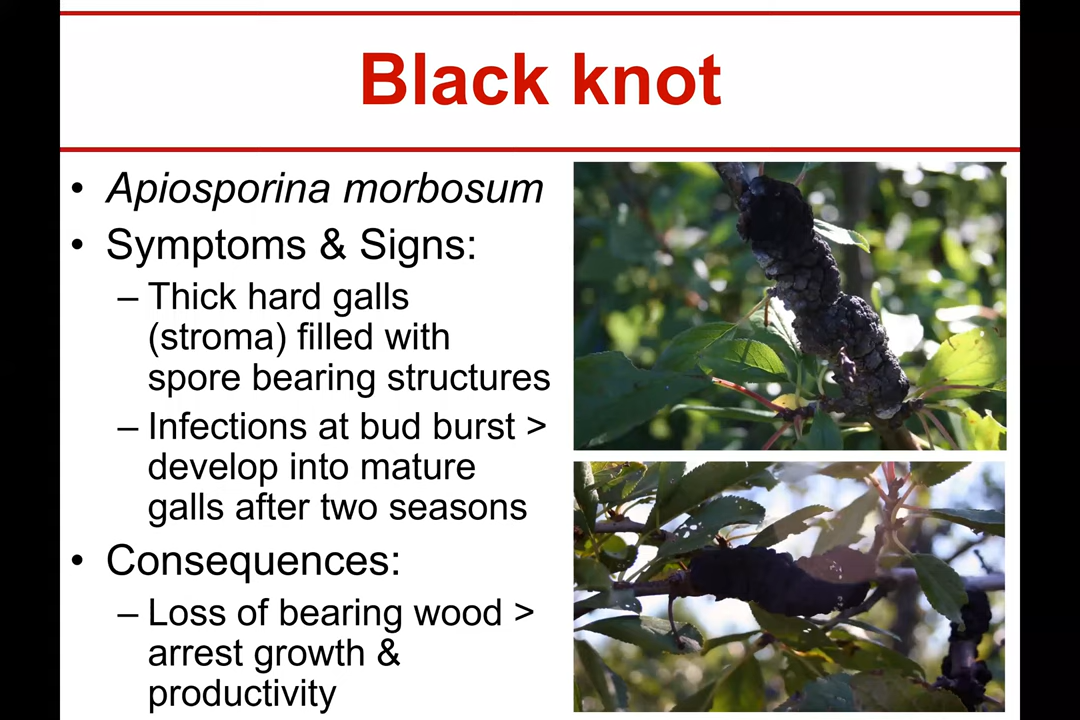 Black knot
• Apiosporina morbosum
• Symptoms & Signs:
– Thick hard galls
(stroma) filled with
spore bearing structures
– Infections at bud burst >
develop into mature
galls after two seasons
• Consequences:
– Loss of bearing wood >
arrest growth &
productivity